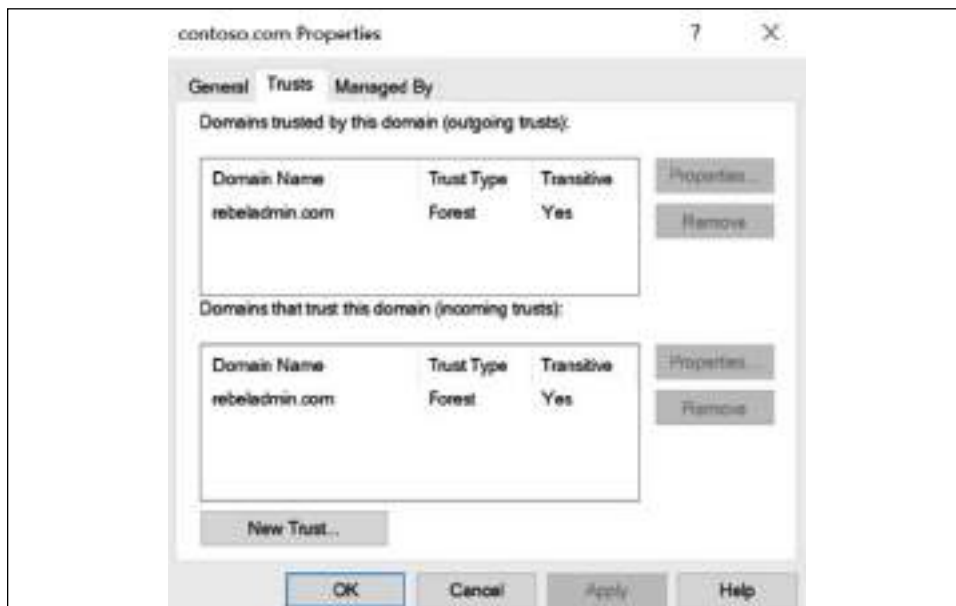 contoso.com Properties ? X
General Trusts Managed By
Domains trusted by this domain (outgoing trusts):
Domain Name Trust Type Transitive Properties...
rebeladmin.com Forest Yes Remove
Domains that trust this domain (incoming trusts):
Domain Name Trust Type Transitive Properties...
rebeladmin.com Forest Yes Remove
New Trust...
OK Cancel Apply Help